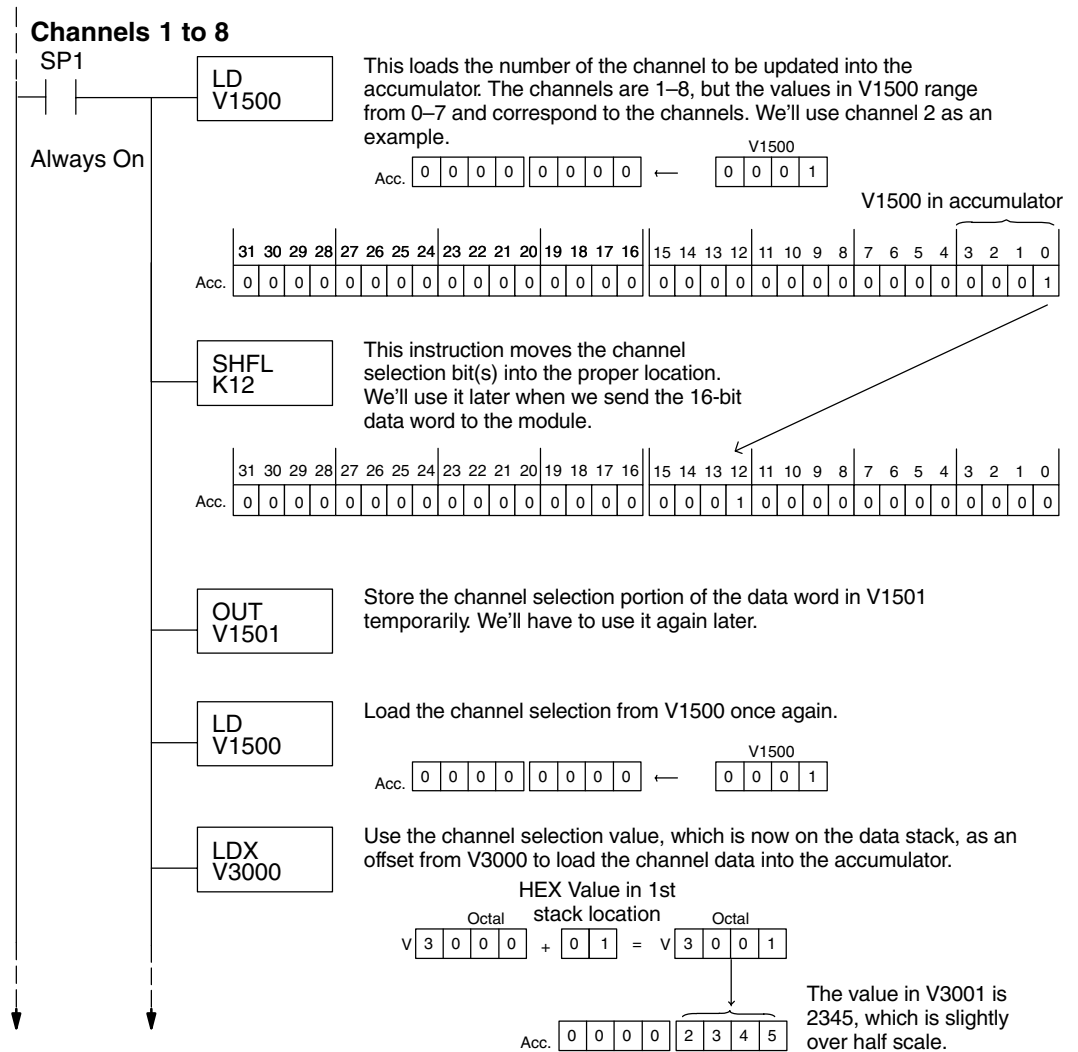 Channels 1 to 8
SP1
Always On
LD
V1500
This loads the number of the channel to be updated into the
accumulator. The channels are 1–8, but the values in V1500 range
from 0–7 and correspond to the channels. We’ll use channel 2 as an
example.
V1500
Acc. 0 0 0 0 0 0 0 0 ← 0 0 0 1
V1500 in accumulator
31 30 29 28 27 26 25 24 23 22 21 20 19 18 17 16 15 14 13 12 11 10 9 8 7 6 5 4 3 2 1 0
Acc. 0 0 0 0 0 0 0 0 0 0 0 0 0 0 0 0 0 0 0 0 0 0 0 0 0 0 0 0 0 0 0 1
SHFL
K12
This instruction moves the channel
selection bit(s) into the proper location.
We’ll use it later when we send the 16-bit
data word to the module.
31 30 29 28 27 26 25 24 23 22 21 20 19 18 17 16 15 14 13 12 11 10 9 8 7 6 5 4 3 2 1 0
Acc. 0 0 0 0 0 0 0 0 0 0 0 0 0 0 0 0 0 0 0 1 0 0 0 0 0 0 0 0 0 0 0 0
OUT
V1501
Store the channel selection portion of the data word in V1501
temporarily. We’ll have to use it again later.
LD
V1500
Load the channel selection from V1500 once again.
V1500
Acc. 0 0 0 0 0 0 0 0 ← 0 0 0 1
LDX
V3000
Use the channel selection value, which is now on the data stack, as an
offset from V3000 to load the channel data into the accumulator.
HEX Value in 1st
Octal stack location Octal
V 3 0 0 0 + 0 1 = V 3 0 0 1
The value in V3001 is
2345, which is slightly
over half scale.
Acc. 0 0 0 0 2 3 4 5